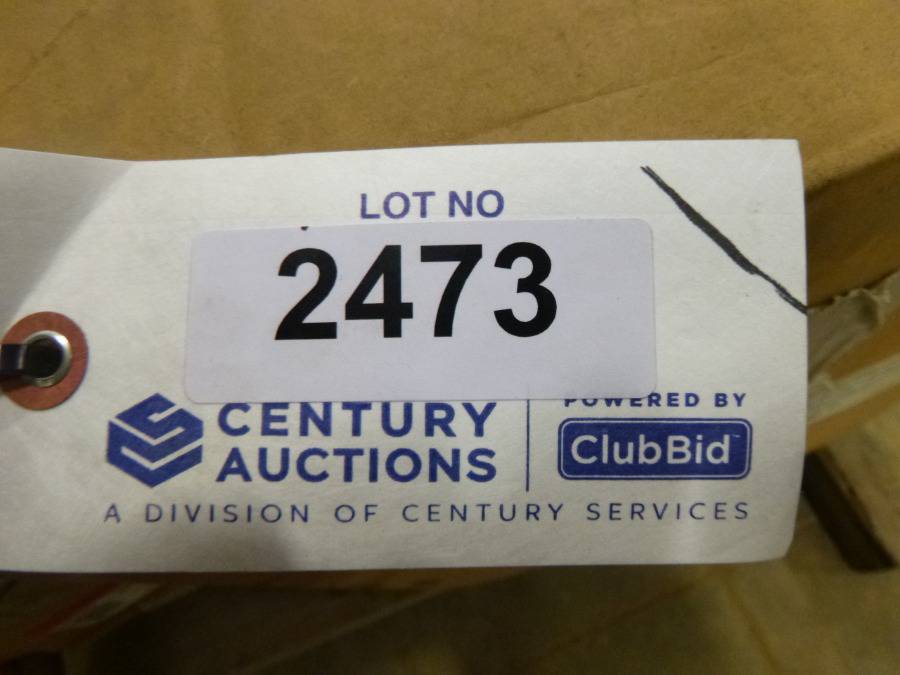 LOT NO
2473
CENTURY
AUCTIONS
POWERED BY
ClubBid
A DIVISION OF CENTURY SERVICES